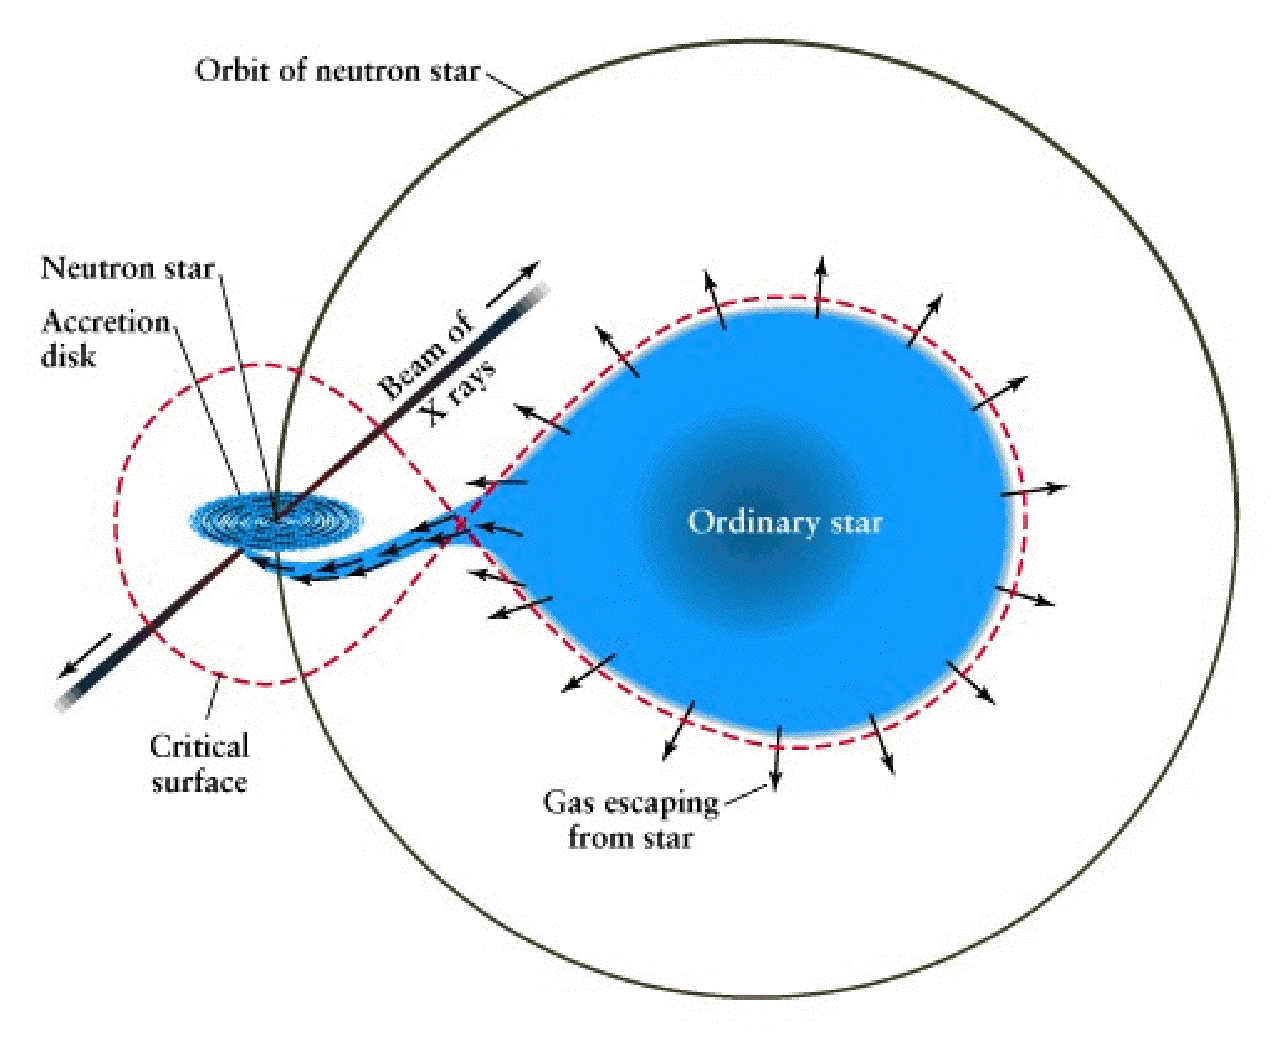 Orbit of neutron star
Neutron star
Accretion
disk
Beam of
X rays
Ordinary star
Critical
surface
Gas escaping
from star